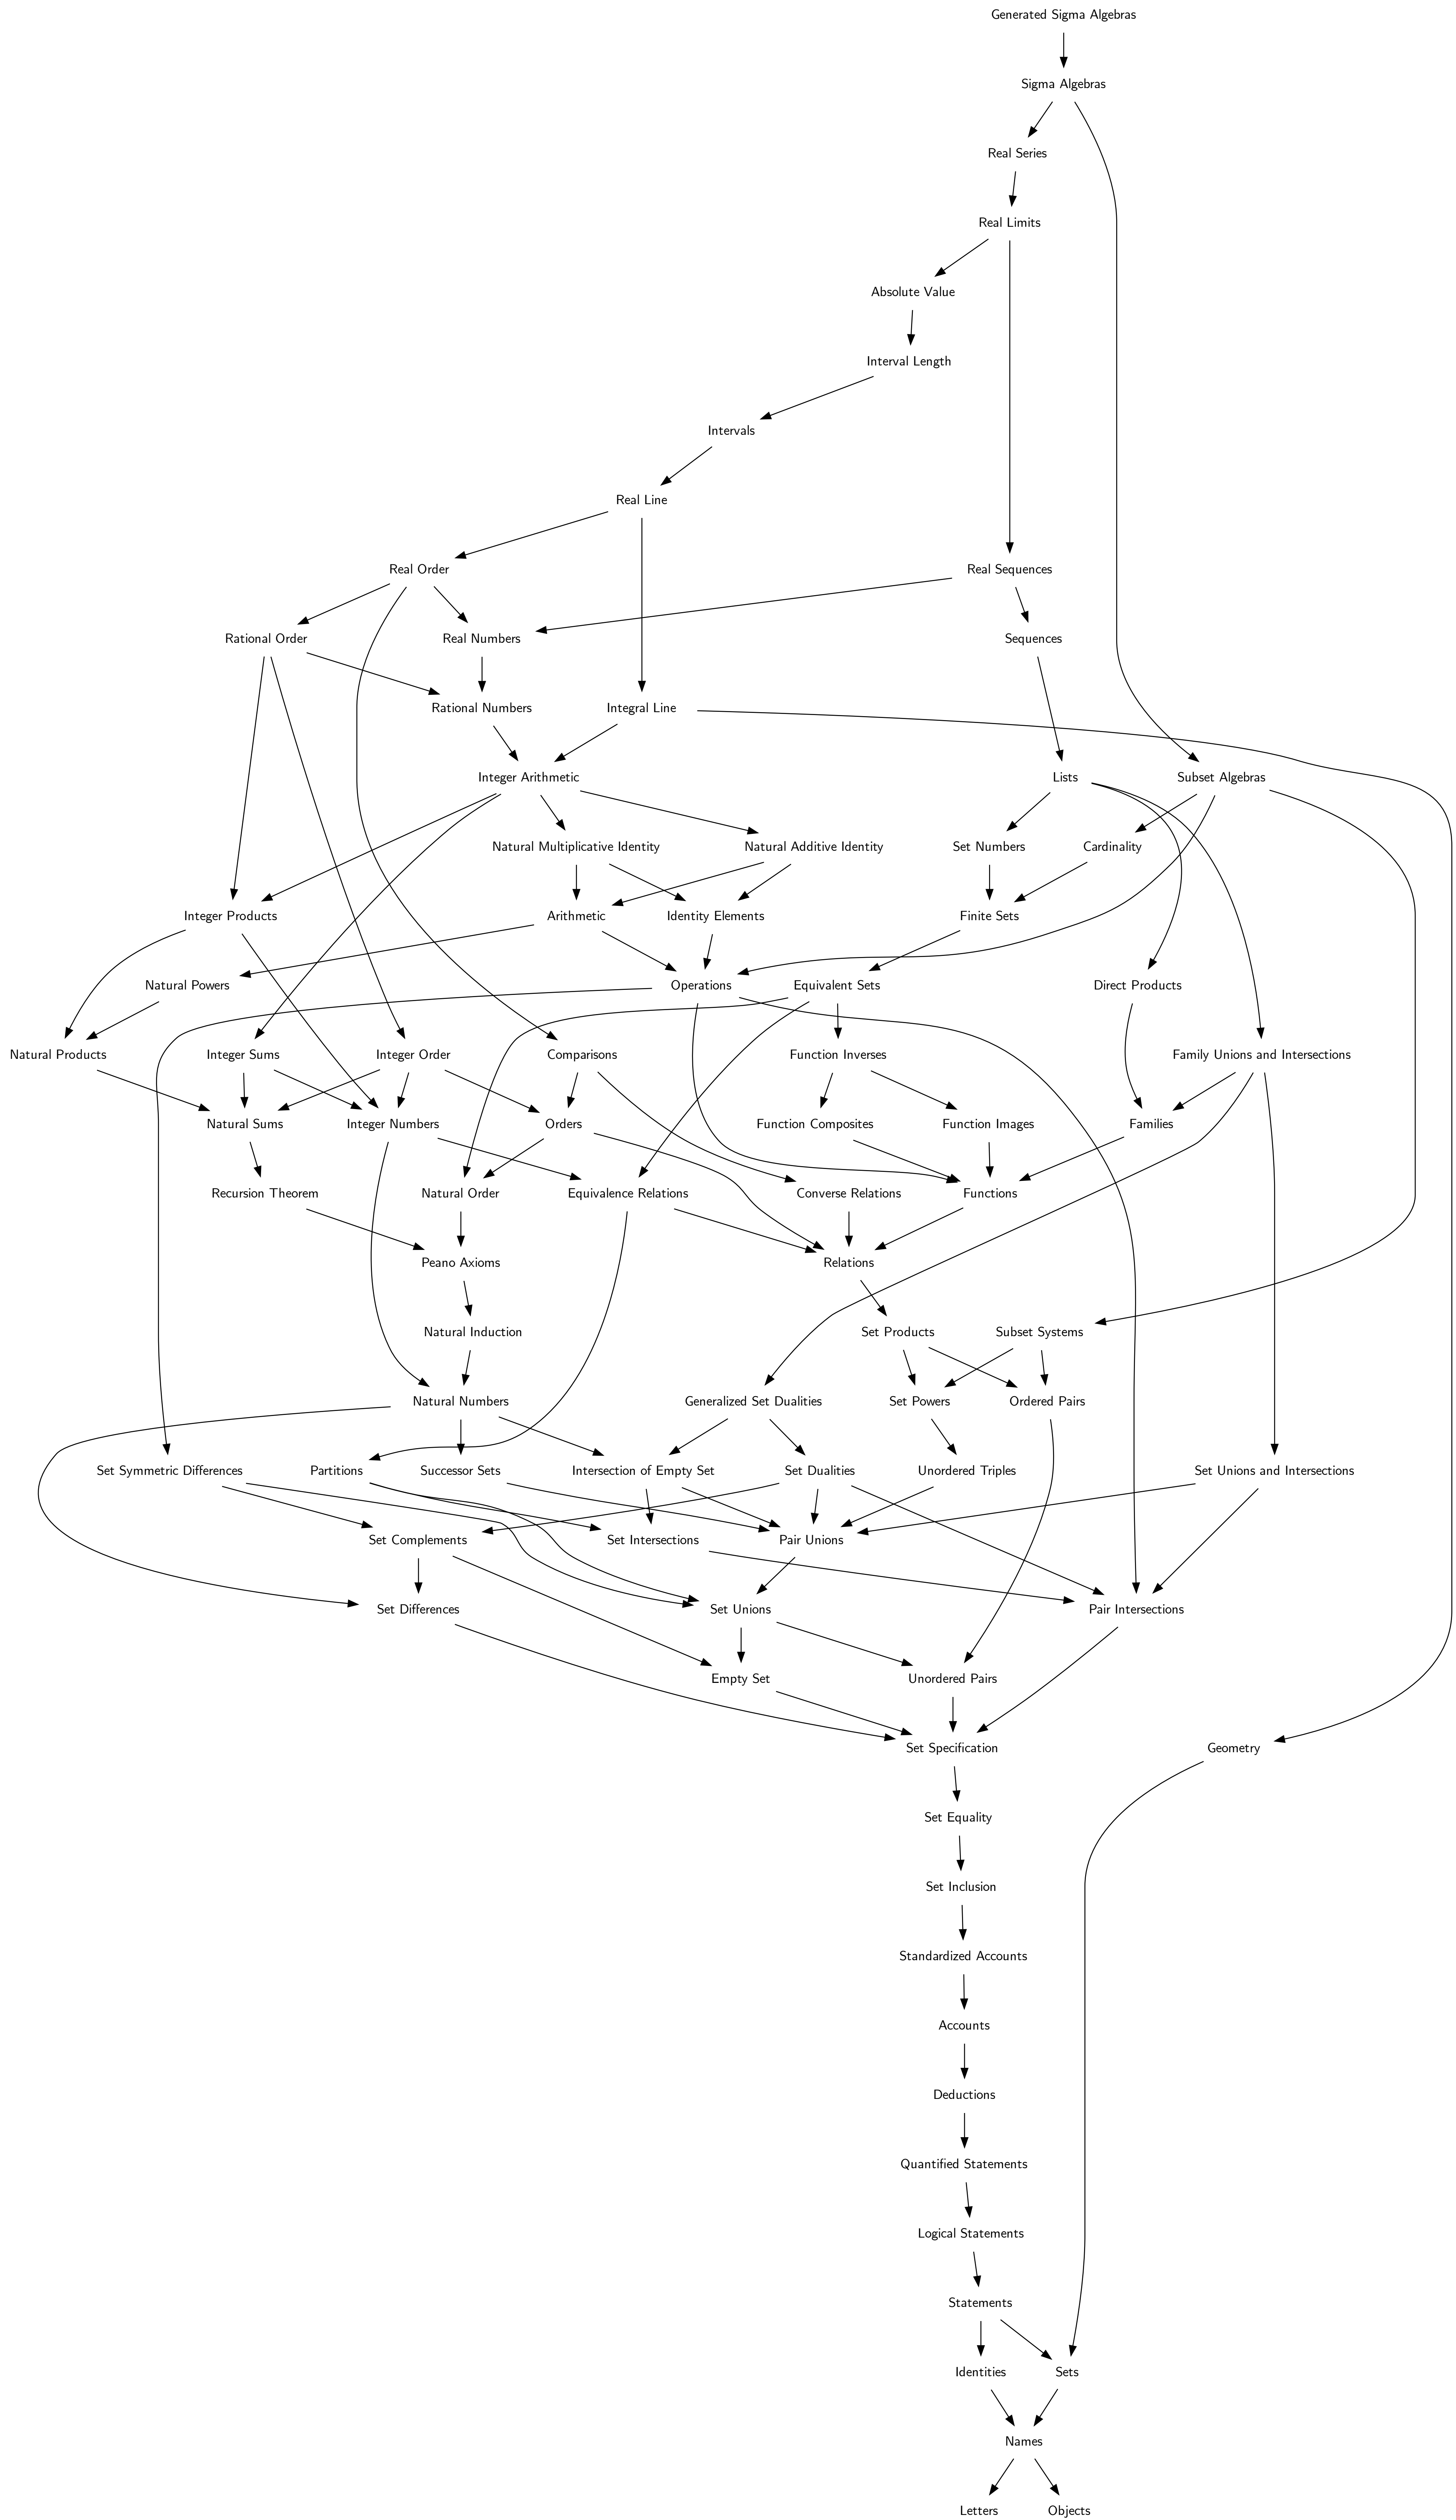 Generated Sigma Algebras
Sigma Algebras
Real Series
Real Limits
Absolute Value
Interval Length
Intervals
Real Line
Real Order
Real Sequences
Rational Order
Real Numbers
Sequences
Rational Numbers
Integral Line
Integer Arithmetic
Lists
Subset Algebras
Natural Multiplicative Identity
Natural Additive Identity
Set Numbers
Cardinality
Integer Products
Arithmetic
Identity Elements
Finite Sets
Natural Powers
Operations
Equivalent Sets
Direct Products
Natural Products
Integer Sums
Integer Order
Comparisons
Function Inverses
Family Unions and Intersections
Natural Sums
Integer Numbers
Orders
Function Composites
Function Images
Families
Recursion Theorem
Natural Order
Equivalence Relations
Converse Relations
Functions
Peano Axioms
Relations
Natural Induction
Set Products
Subset Systems
Natural Numbers
Generalized Set Dualities
Set Powers
Ordered Pairs
Set Symmetric Differences
Partitions
Successor Sets
Intersection of Empty Set
Set Dualities
Unordered Triples
Set Unions and Intersections
Set Complements
Set Intersections
Pair Unions
Set Differences
Set Unions
Pair Intersections
Empty Set
Unordered Pairs
Set Specification
Geometry
Set Equality
Set Inclusion
Standardized Accounts
Accounts
Deductions
Quantified Statements
Logical Statements
Statements
Identities
Sets
Names
Letters
Objects